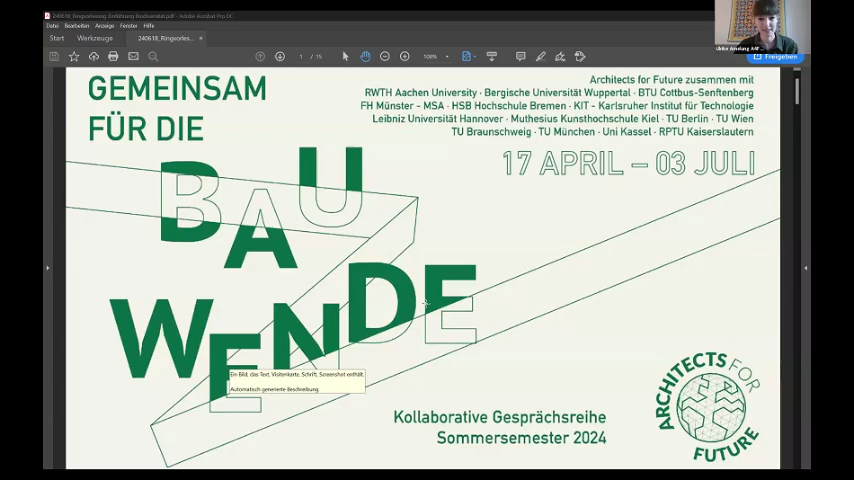 240618_Ringvorlesung_Einführung Biodiversität.pdf - Adobe Acrobat Pro DC
Datei Bearbeiten Anzeige Fenster Hilfe
Start Werkzeuge 240618_Ringvorles... ×
1 / 15 100%
Freigeben
GEMEINSAM
FÜR DIE
Architects for Future zusammen mit
RWTH Aachen University · Bergische Universität Wuppertal · BTU Cottbus-Senftenberg
FH Münster - MSA · HSB Hochschule Bremen · KIT - Karlsruher Institut für Technologie
Leibniz Universität Hannover · Muthesius Kunsthochschule Kiel · TU Berlin · TU Wien
TU Braunschweig · TU München · Uni Kassel · RPTU Kaiserslautern
17 APRIL – 03 JULI
BAU
WENDE
Ein Bild, das Text, Visitenkarte, Schrift, Screenshot enthält.
Automatisch generierte Beschreibung
Kollaborative Gesprächsreihe
Sommersemester 2024
ARCHITECTS FOR
FUTURE